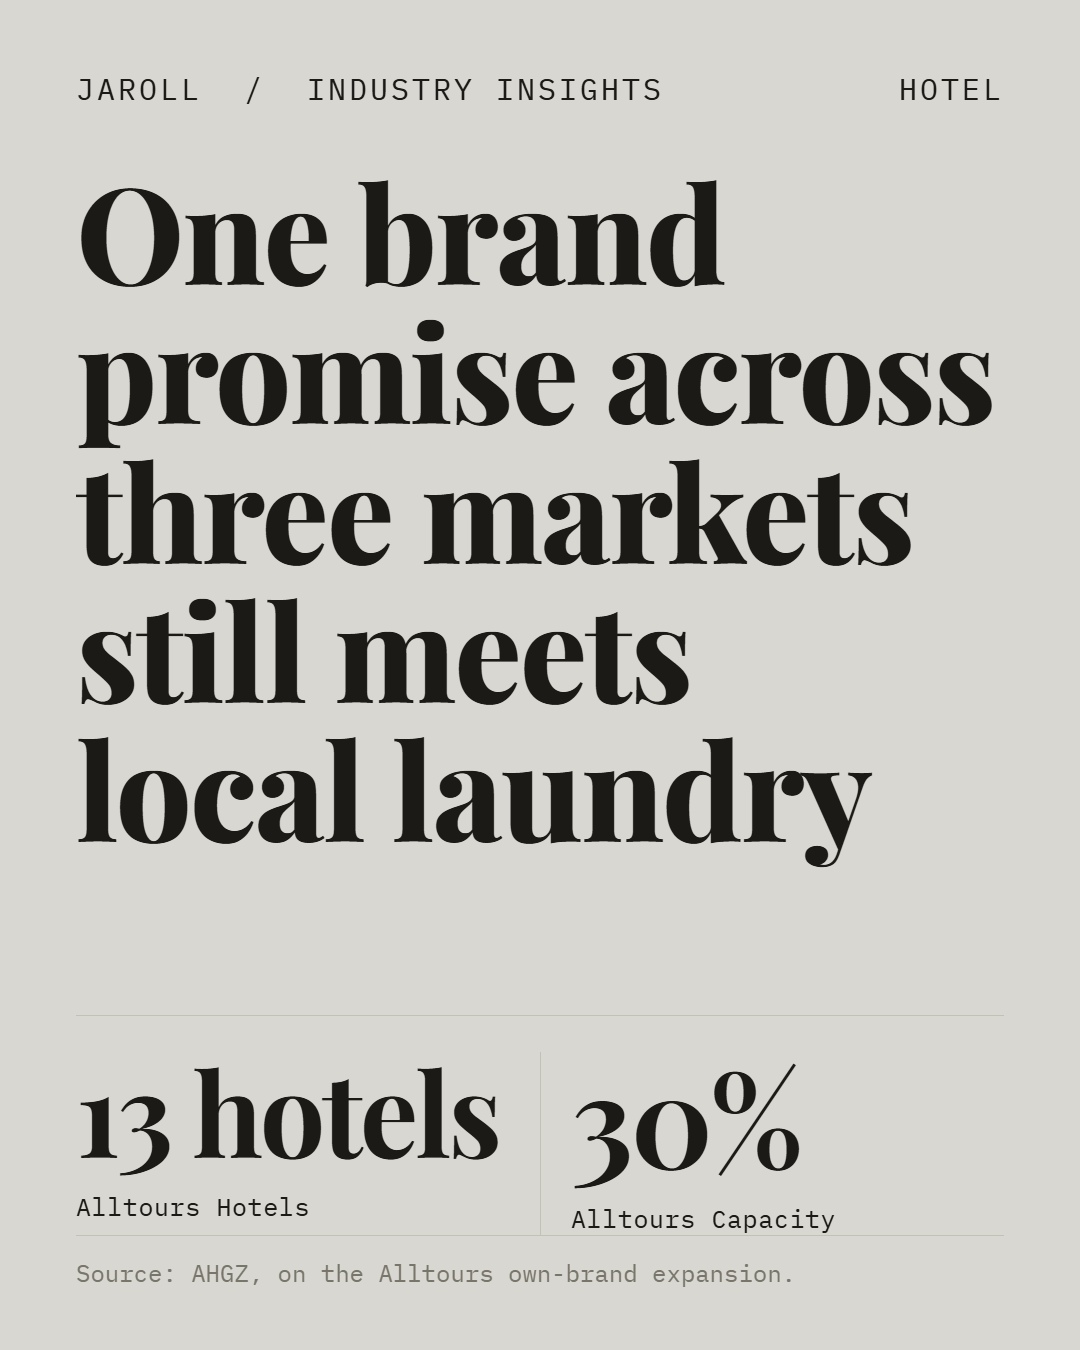 JAROLL / INDUSTRY INSIGHTS HOTEL
One brand
promise across
three markets
still meets
local laundry
13 hotels
Alltours Hotels
30%
Alltours Capacity
Source: AHGZ, on the Alltours own-brand expansion.